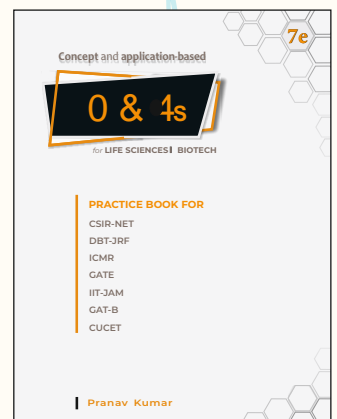 7e
Concept and application-based
0 & 4s
for LIFE SCIENCES | BIOTECH
PRACTICE BOOK FOR
CSIR-NET
DBT-JRF
ICMR
GATE
IIT-JAM
GAT-B
CUCET
Pranav Kumar